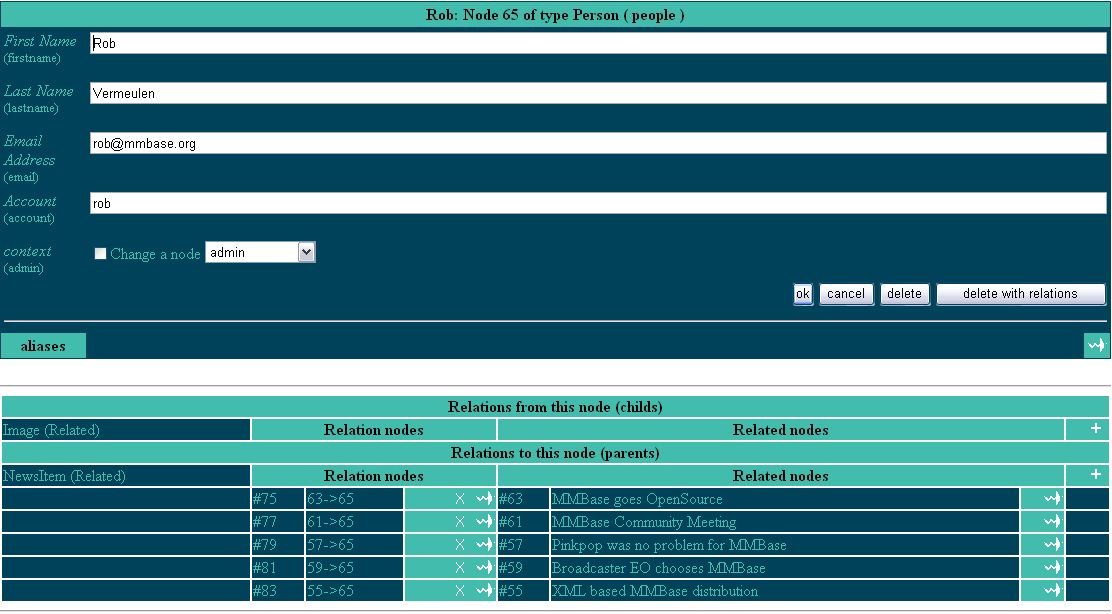 Rob: Node 65 of type Person ( people )
First Name
(firstname)
Rob
Last Name
(lastname)
Vermeulen
Email
Address
(email)
rob@mmbase.org
Account
(account)
rob
context
(admin)
Change a node admin
ok cancel delete delete with relations
aliases
Relations from this node (childs)
Image (Related) Relation nodes Related nodes +
Relations to this node (parents)
NewsItem (Related) Relation nodes Related nodes +
#75 63->65 X #63 MMBase goes OpenSource
#77 61->65 X #61 MMBase Community Meeting
#79 57->65 X #57 Pinkpop was no problem for MMBase
#81 59->65 X #59 Broadcaster EO chooses MMBase
#83 55->65 X #55 XML based MMBase distribution